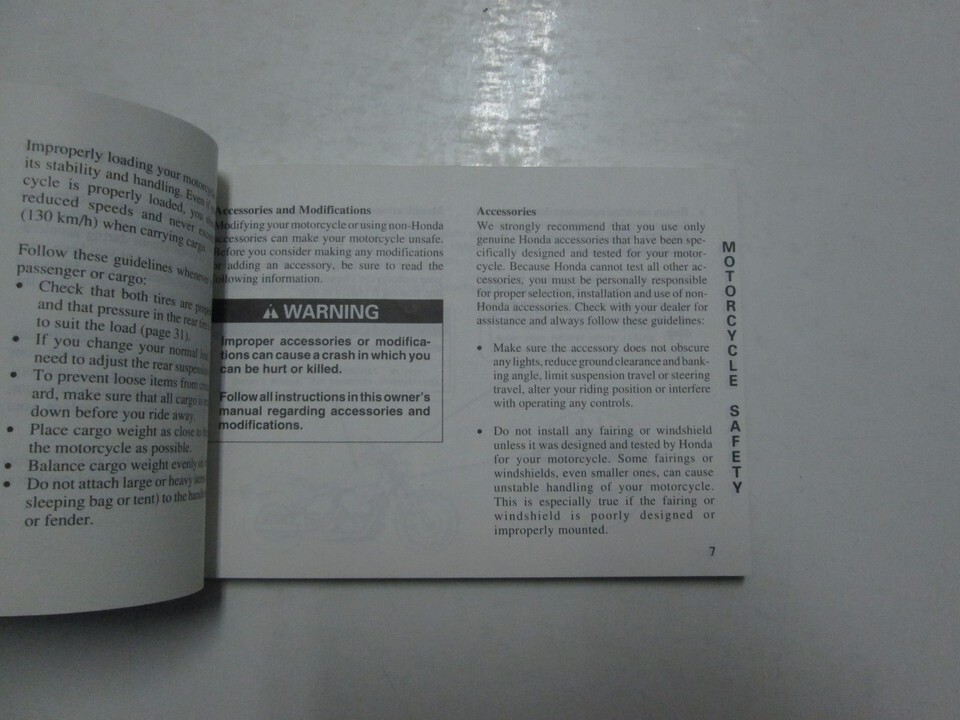 Improperly loading your
its stability and handling. Even
cycle is properly loaded, you
reduced speeds and never
(130 km/h) when carrying cargo.
Follow these guidelines
passenger or cargo:
• Check that both tires are
and that pressure in the rear
to suit the load (page 31).
• If you change your normal
need to adjust the rear
• To prevent loose items from
ard, make sure that all cargo is
down before you ride away.
• Place cargo weight as close to
the motorcycle as possible.
• Balance cargo weight evenly
• Do not attach large or heavy
sleeping bag or tent) to the
or fender.
Accessories and Modifications
Modifying your motorcycle or using non-Honda
accessories can make your motorcycle unsafe.
Before you consider making any modifications
or adding an accessory, be sure to read the
following information.
WARNING
Improper accessories or modifica-
tions can cause a crash in which you
can be hurt or killed.
Follow all instructions in this owner's
manual regarding accessories and
modifications.
Accessories
We strongly recommend that you use only
genuine Honda accessories that have been spe-
cifically designed and tested for your motor-
cycle. Because Honda cannot test all other ac-
cessories, you must be personally responsible
for proper selection, installation and use of non-
Honda accessories. Check with your dealer for
assistance and always follow these guidelines:
• Make sure the accessory does not obscure
any lights, reduce ground clearance and bank-
ing angle, limit suspension travel or steering
travel, alter your riding position or interfere
with operating any controls.
• Do not install any fairing or windshield
unless it was designed and tested by Honda
for your motorcycle. Some fairings or
windshields, even smaller ones, can cause
unstable handling of your motorcycle.
This is especially true if the fairing or
windshield is poorly designed or
improperly mounted.
MOTORCYCLE SAFETY
7